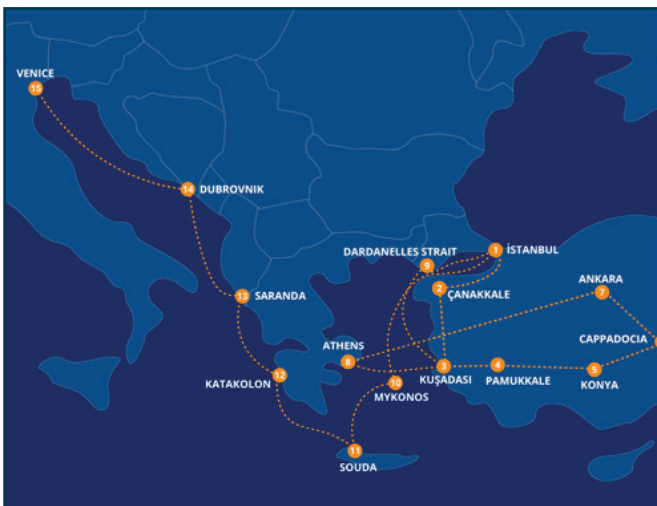 VENICE
15
14 DUBROVNIK
DARDANELLES STRAIT
9
1 İSTANBUL
2 ÇANAKKALE
ANKARA
7
13 SARANDA
CAPPADOCIA
ATHENS
8
3
KUŞADASI
4
PAMUKKALE
5
KONYA
12
KATAKOLON
10
MYKONOS
11
SOUDA